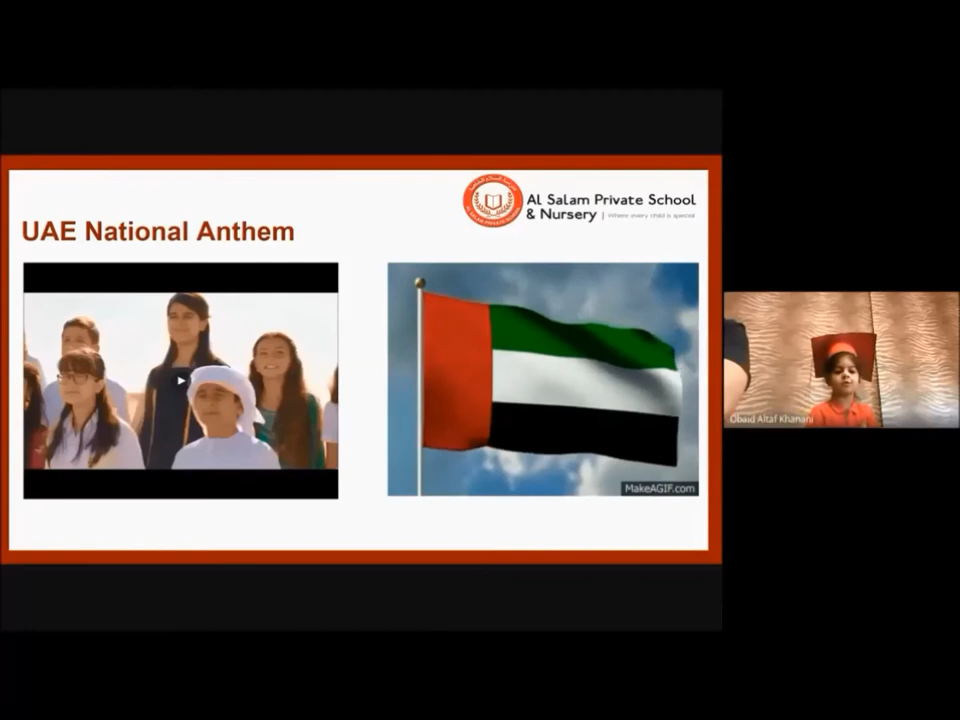 Al Salam Private School
& Nursery | Where every child is special
UAE National Anthem
MakeAGIF.com
Obaid Altaf Khanani